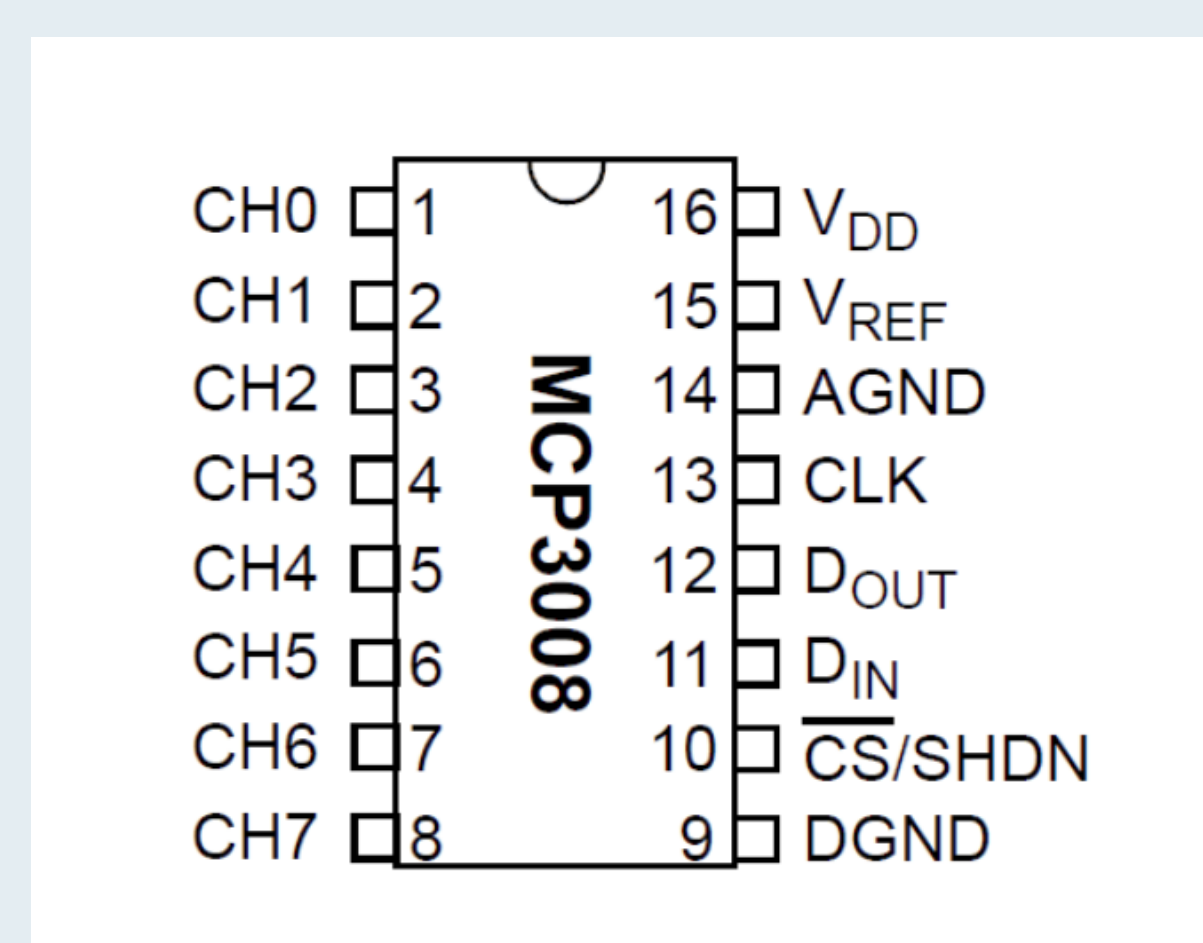 CH0 1 16 VDD
CH1 2 15 VREF
CH2 3 14 AGND
CH3 4 13 CLK
CH4 5 12 DOUT
CH5 6 11 DIN
CH6 7 10 CS/SHDN
CH7 8 9 DGND
MCP3008